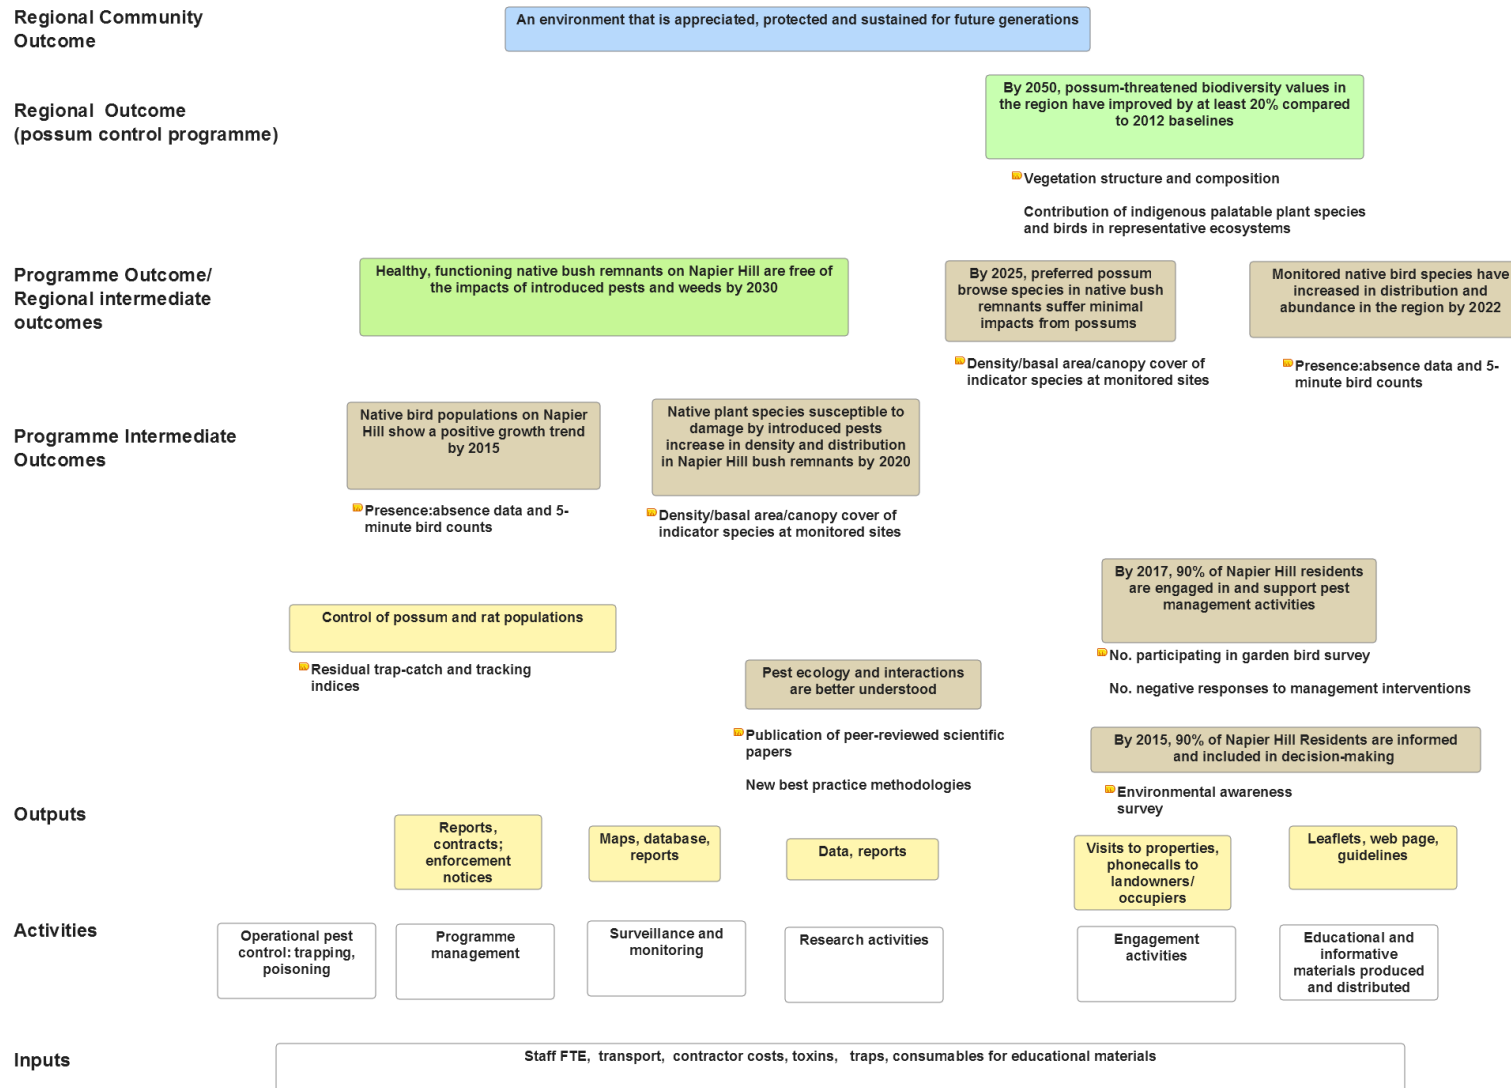 Regional Community
Outcome
An environment that is appreciated, protected and sustained for future generations
Regional  Outcome
(possum control programme)
By 2050, possum-threatened biodiversity values in
the region have improved by at least 20% compared
to 2012 baselines
Vegetation structure and composition
Contribution of indigenous palatable plant species
and birds in representative ecosystems
Programme Outcome/
Regional intermediate
outcomes
Healthy, functioning native bush remnants on Napier Hill are free of
the impacts of introduced pests and weeds by 2030
By 2025, preferred possum
browse species in native bush
remnants suffer minimal
impacts from possums
Monitored native bird species have
increased in distribution and
abundance in the region by 2022
Density/basal area/canopy cover of
indicator species at monitored sites
Presence:absence data and 5-
minute bird counts
Programme Intermediate
Outcomes
Native bird populations on Napier
Hill show a positive growth trend
by 2015
Native plant species susceptible to
damage by introduced pests
increase in density and distribution
in Napier Hill bush remnants by 2020
Presence:absence data and 5-
minute bird counts
Density/basal area/canopy cover of
indicator species at monitored sites
By 2017, 90% of Napier Hill residents
are engaged in and support pest
management activities
Control of possum and rat populations
Residual trap-catch and tracking
indices
No. participating in garden bird survey
No. negative responses to management interventions
Pest ecology and interactions
are better understood
Publication of peer-reviewed scientific
papers
New best practice methodologies
By 2015, 90% of Napier Hill Residents are informed
and included in decision-making
Environmental awareness
survey
Outputs
Reports,
contracts;
enforcement
notices
Maps, database,
reports
Data, reports
Visits to properties,
phonecalls to
landowners/
occupiers
Leaflets, web page,
guidelines
Activities
Operational pest
control: trapping,
poisoning
Programme
management
Surveillance and
monitoring
Research activities
Engagement
activities
Educational and
informative
materials produced
and distributed
Inputs
Staff FTE,  transport,  contractor costs, toxins,   traps, consumables for educational materials